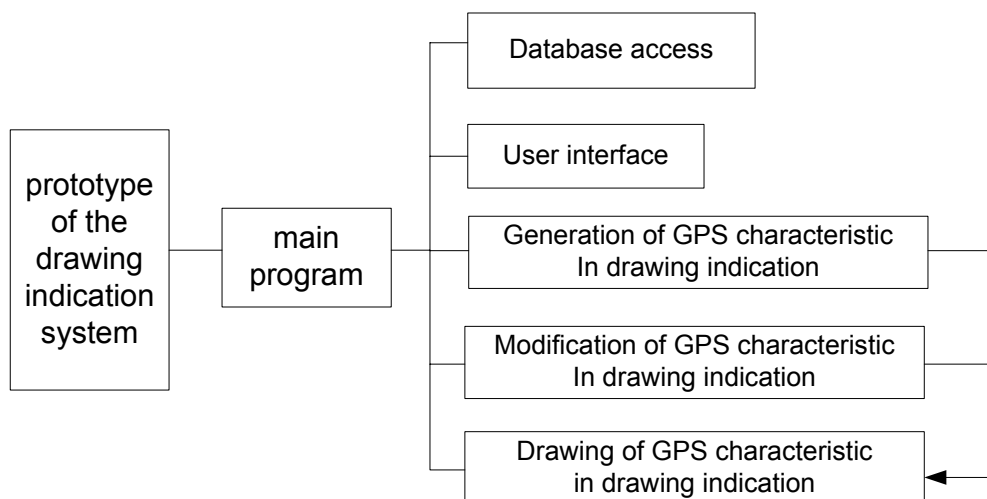 prototype
of the
drawing
indication
system
main
program
Database access
User interface
Generation of GPS characteristic
In drawing indication
Modification of GPS characteristic
In drawing indication
Drawing of GPS characteristic
in drawing indication